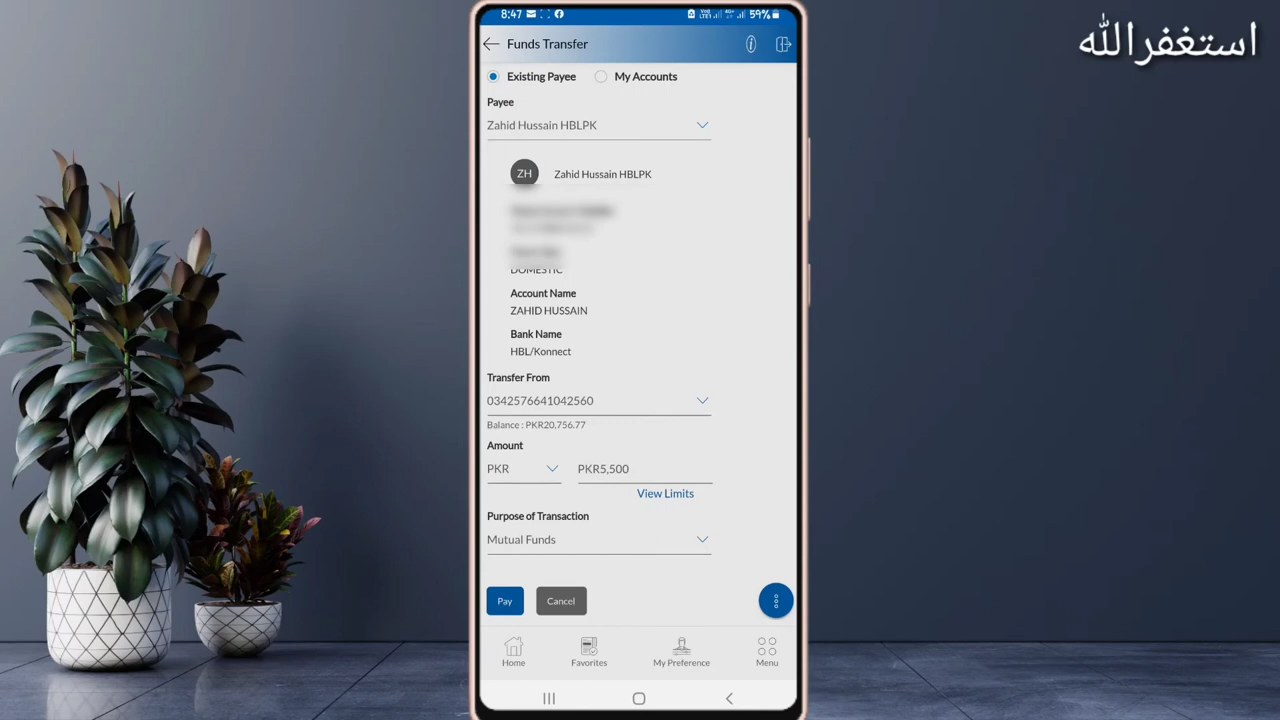 8:47
59%
استغفرالله
Funds Transfer
Existing Payee
My Accounts
Payee
Zahid Hussain HBLPK
ZH
Zahid Hussain HBLPK
DOMESTIC
Account Name
ZAHID HUSSAIN
Bank Name
HBL/Konnect
Transfer From
0342576641042560
Balance : PKR20,756.77
Amount
PKR PKR5,500
View Limits
Purpose of Transaction
Mutual Funds
Pay Cancel
Home Favorites My Preference Menu